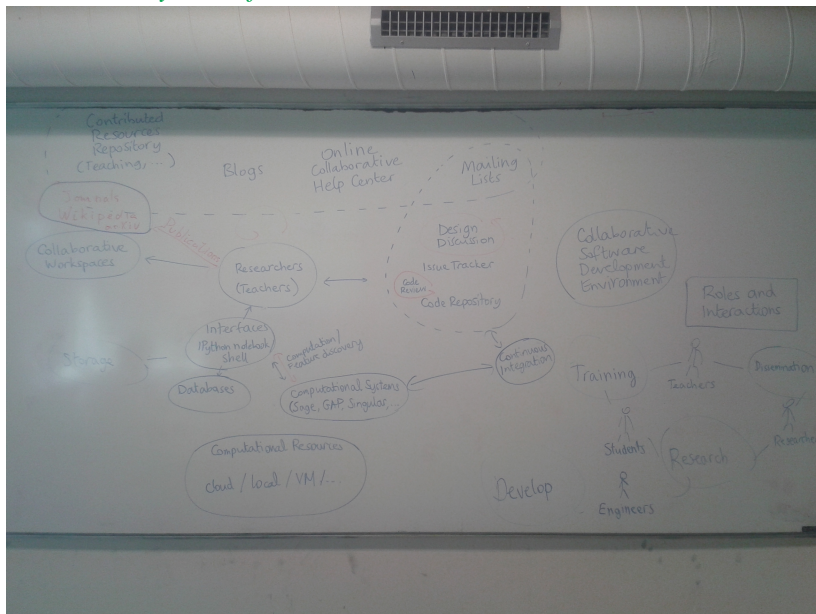 Contributed
Resources
Repository
(Teaching, ...)
Blogs
Online
Collaborative
Help Center
Mailing
Lists
Journals
Wikipedia
arXiv
Publications
Collaborative
Workspaces
Researchers
(Teachers)
Design
Discussion
Issue Tracker
Code
Review
Code Repository
Collaborative
Software
Development
Environment
Roles and
Interactions
Interfaces
IPython notebook
Shell
Storage
Databases
Computation/
Feature discovery
Computational Systems
(Sage, GAP, Singular, ...
Continuous
Integration
Training
Teachers
Dissemination
Students
Research
Engineers
Develop
Computational Resources
cloud / local / VM / ...